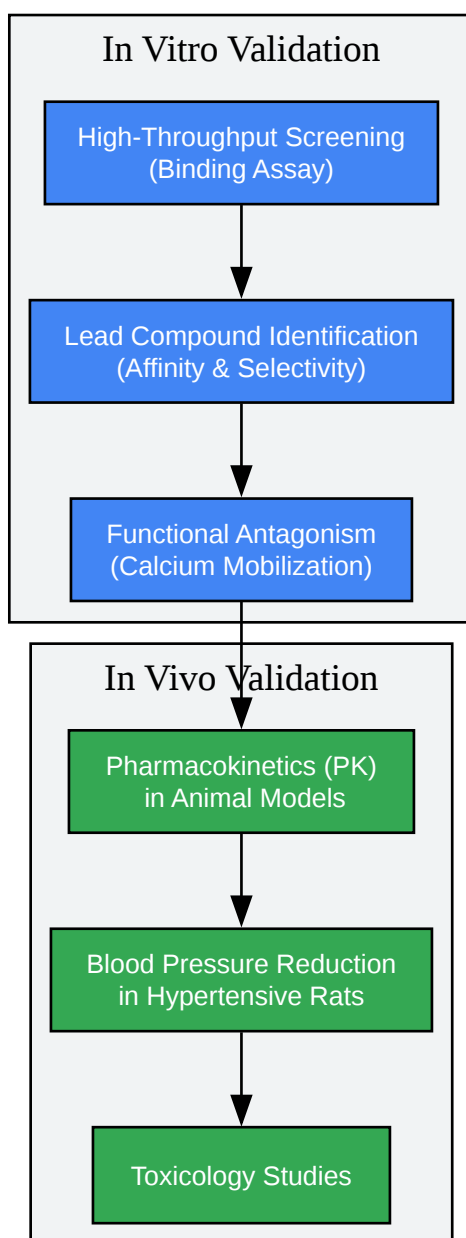 In Vitro Validation
High-Throughput Screening
(Binding Assay)
Lead Compound Identification
(Affinity & Selectivity)
Functional Antagonism
(Calcium Mobilization)
In Vivo Validation
Pharmacokinetics (PK)
in Animal Models
Blood Pressure Reduction
in Hypertensive Rats
Toxicology Studies